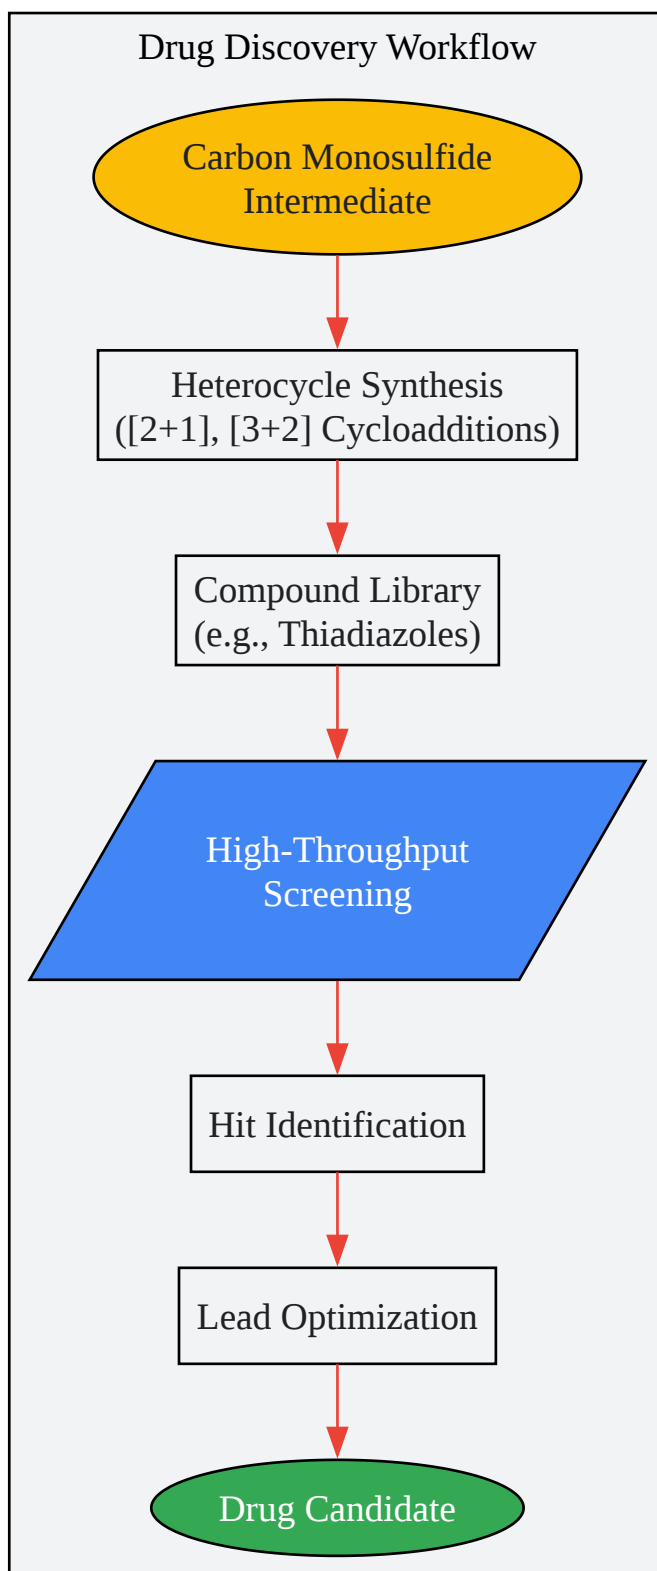 Drug Discovery Workflow
Carbon Monosulfide
Intermediate
Heterocycle Synthesis
([2+1], [3+2] Cycloadditions)
Compound Library
(e.g., Thiadiazoles)
High-Throughput
Screening
Hit Identification
Lead Optimization
Drug Candidate